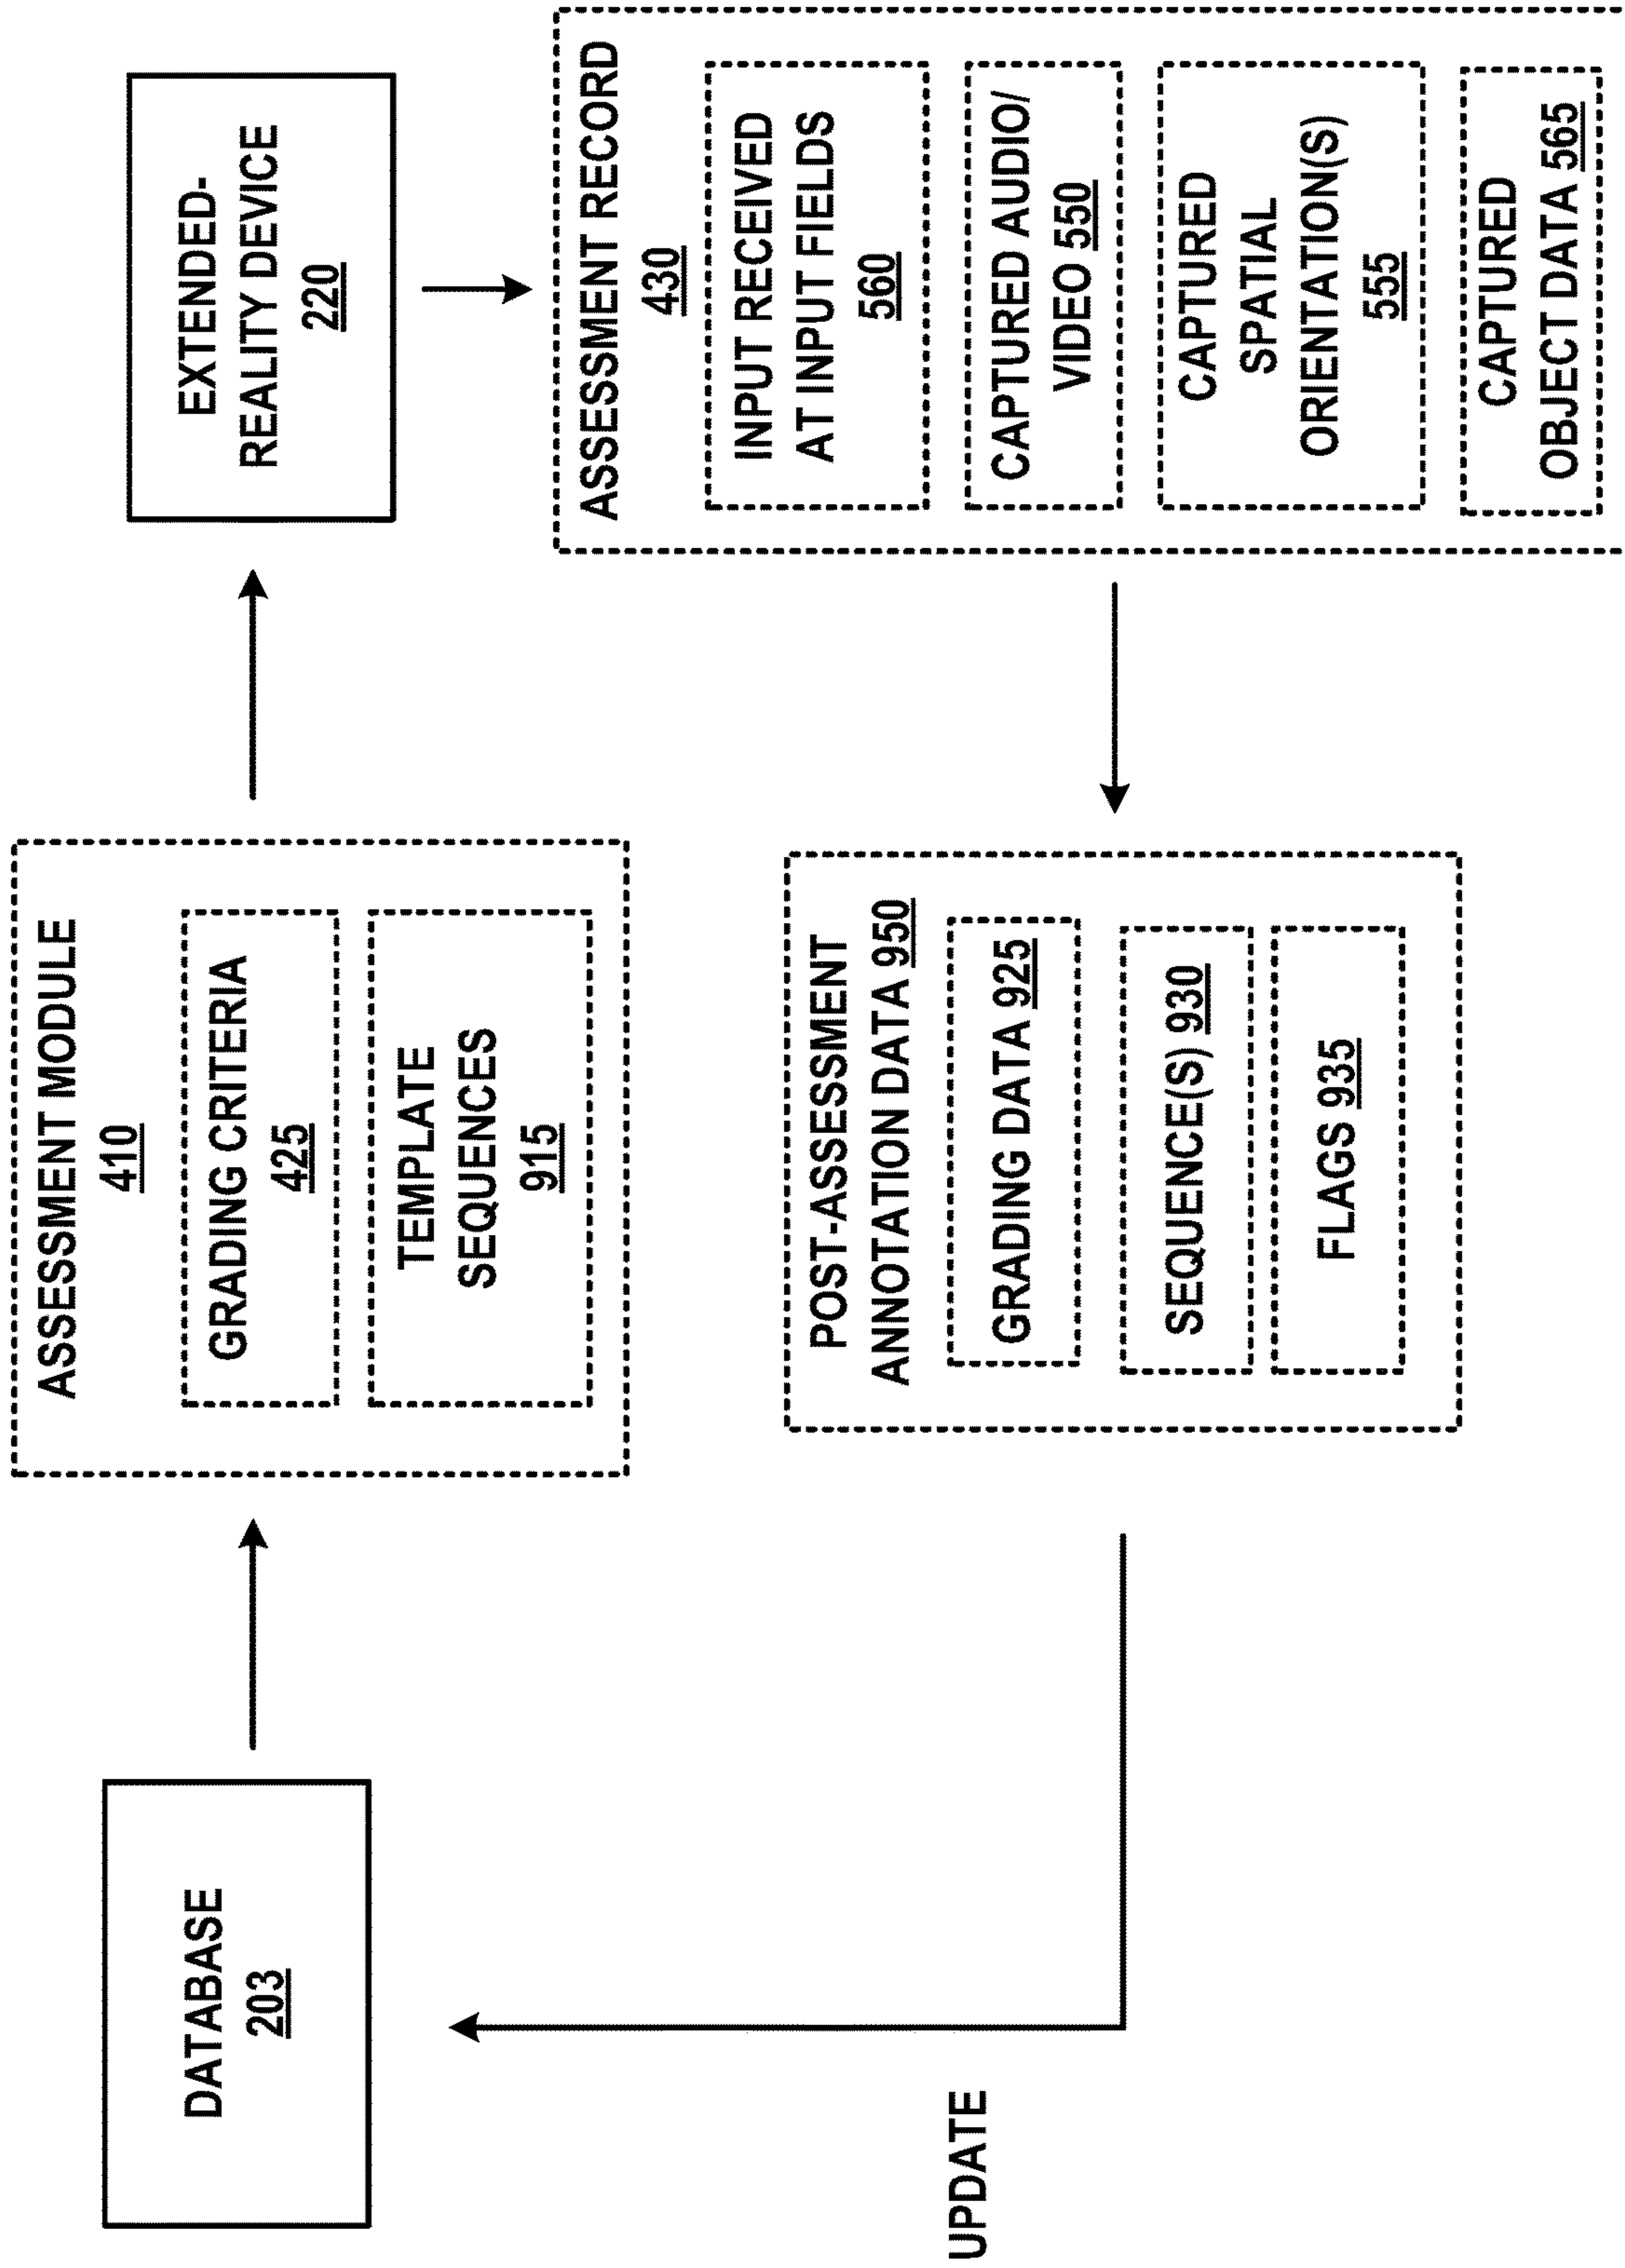 DATABASE
203
ASSESSMENT MODULE
410
GRADING CRITERIA
425
TEMPLATE
SEQUENCES
915
EXTENDED-
REALITY DEVICE
220
ASSESSMENT RECORD
430
INPUT RECEIVED
AT INPUT FIELDS
560
CAPTURED AUDIO/
VIDEO 550
CAPTURED
SPATIAL
ORIENTATION(S)
555
CAPTURED
OBJECT DATA 565
POST-ASSESSMENT
ANNOTATION DATA 950
GRADING DATA 925
SEQUENCE(S) 930
FLAGS 935
UPDATE